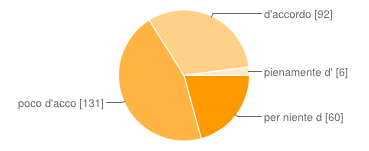 d'accordo [92]
pienamente d' [6]
poco d'acco [131]
per niente d [60]